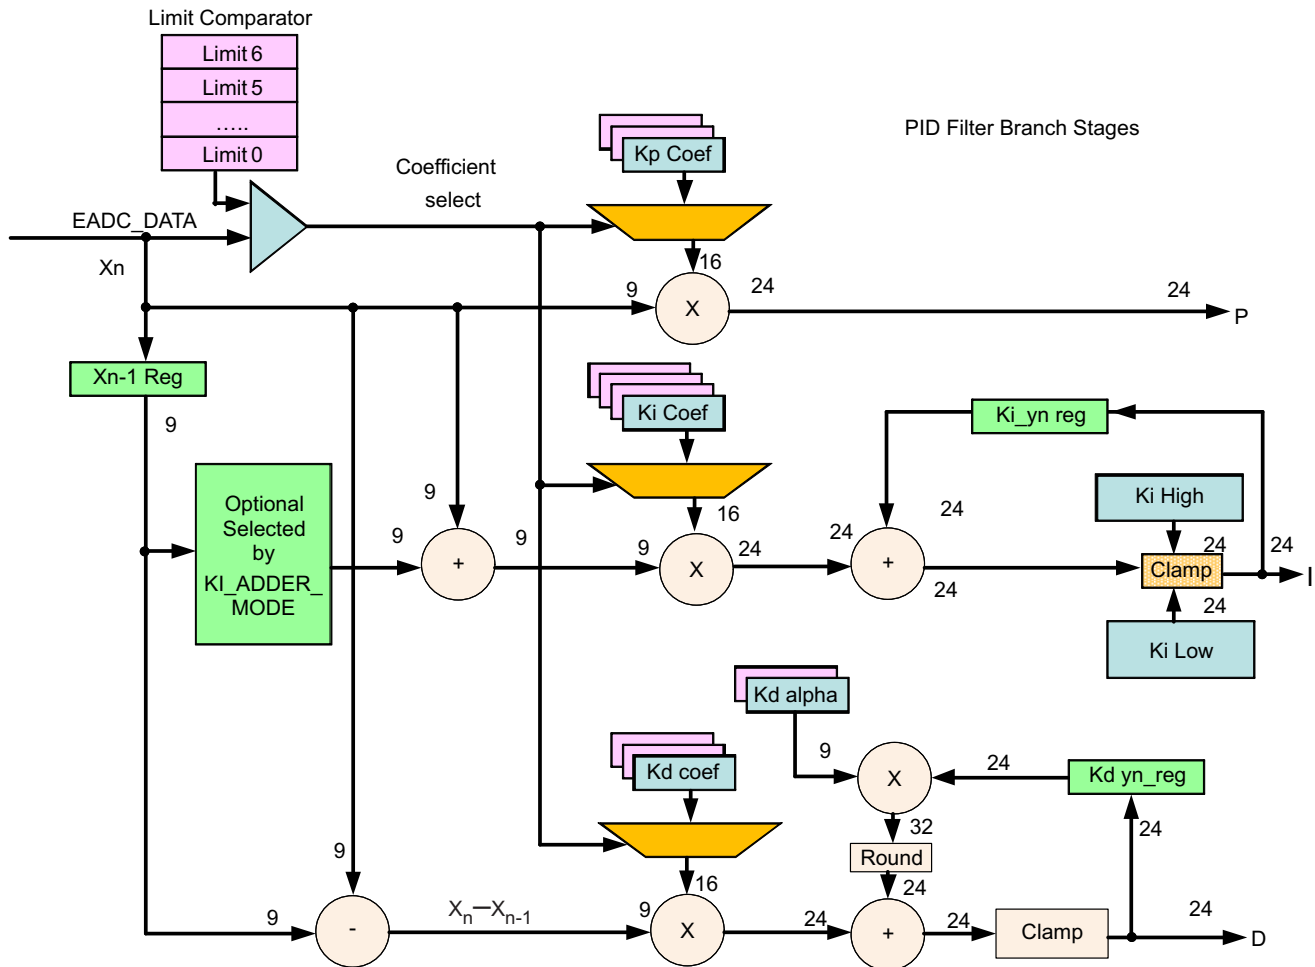 Limit Comparator
Limit 6
Limit 5
.....
Limit 0
PID Filter Branch Stages
Kp Coef
Coefficient
select
EADC_DATA
Xn
16
9
24
24
X
P
Xn-1 Reg
9
Ki Coef
Ki_yn reg
Optional
Selected
by
KI_ADDER_
MODE
9
9
+
9
16
9
X
24
24
24
+
24
Ki High
24
24
Clamp
I
24
Ki Low
Kd alpha
9
X
24
Kd yn_reg
Kd coef
32
24
Round
9
16
24
9
-
Xn—Xn-1
9
X
24
+
24
Clamp
24
D